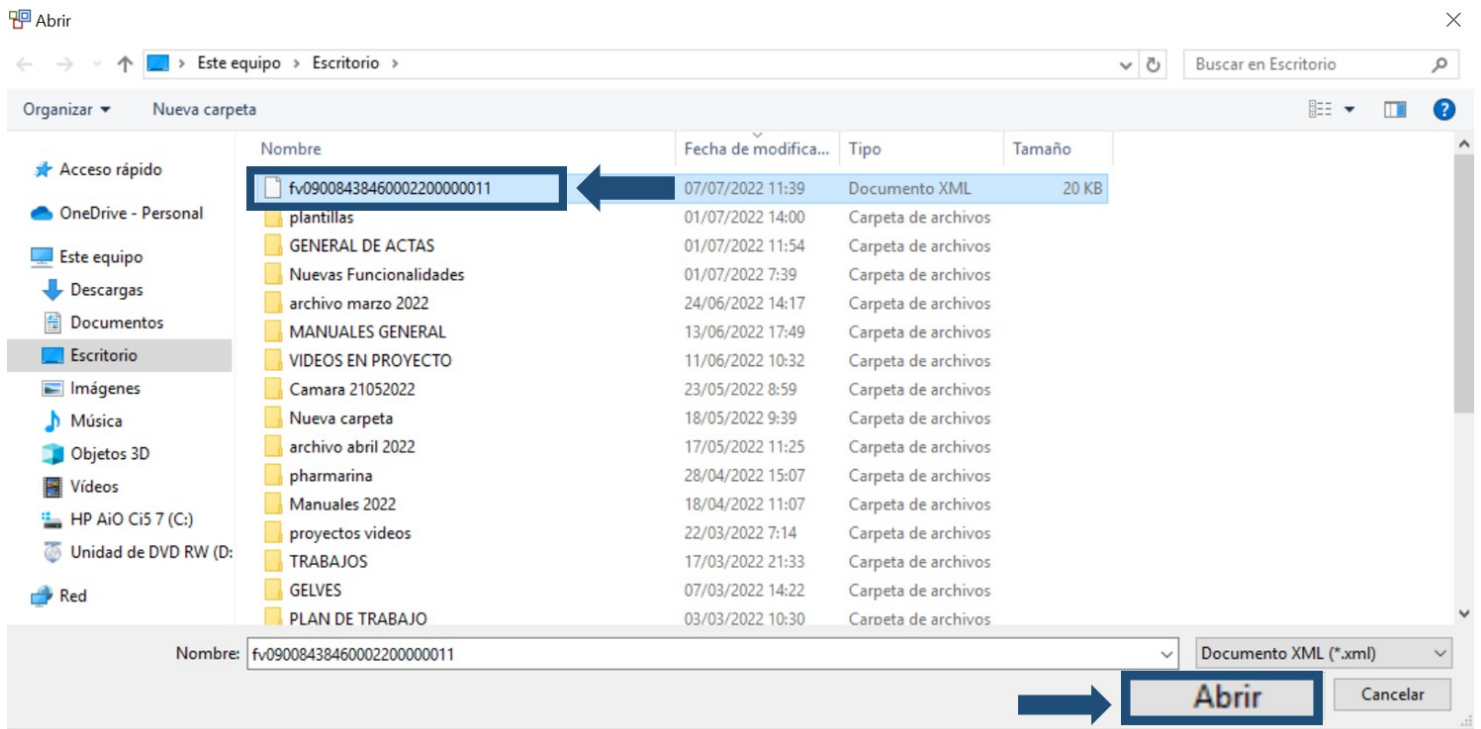 Abrir
Este equipo > Escritorio >
Buscar en Escritorio
Organizar
Nueva carpeta
Nombre
Fecha de modifica...
Tipo
Tamaño
Acceso rápido
OneDrive - Personal
Este equipo
Descargas
Documentos
Escritorio
Imágenes
Música
Objetos 3D
Vídeos
HP AiO Ci5 7 (C:)
Unidad de DVD RW (D:
Red
fv09008438460002200000011 07/07/2022 11:39 Documento XML 20 KB
plantillas 01/07/2022 14:00 Carpeta de archivos
GENERAL DE ACTAS 01/07/2022 11:54 Carpeta de archivos
Nuevas Funcionalidades 01/07/2022 7:39 Carpeta de archivos
archivo marzo 2022 24/06/2022 14:17 Carpeta de archivos
MANUALES GENERAL 13/06/2022 17:49 Carpeta de archivos
VIDEOS EN PROYECTO 11/06/2022 10:32 Carpeta de archivos
Camara 21052022 23/05/2022 8:59 Carpeta de archivos
Nueva carpeta 18/05/2022 9:39 Carpeta de archivos
archivo abril 2022 17/05/2022 11:25 Carpeta de archivos
pharmarina 28/04/2022 15:07 Carpeta de archivos
Manuales 2022 18/04/2022 11:07 Carpeta de archivos
proyectos videos 22/03/2022 7:14 Carpeta de archivos
TRABAJOS 17/03/2022 21:33 Carpeta de archivos
GELVES 07/03/2022 14:22 Carpeta de archivos
PLAN DE TRABAJO 03/03/2022 10:30 Carpeta de archivos
Nombre: fv09008438460002200000011
Documento XML (*.xml)
Abrir
Cancelar